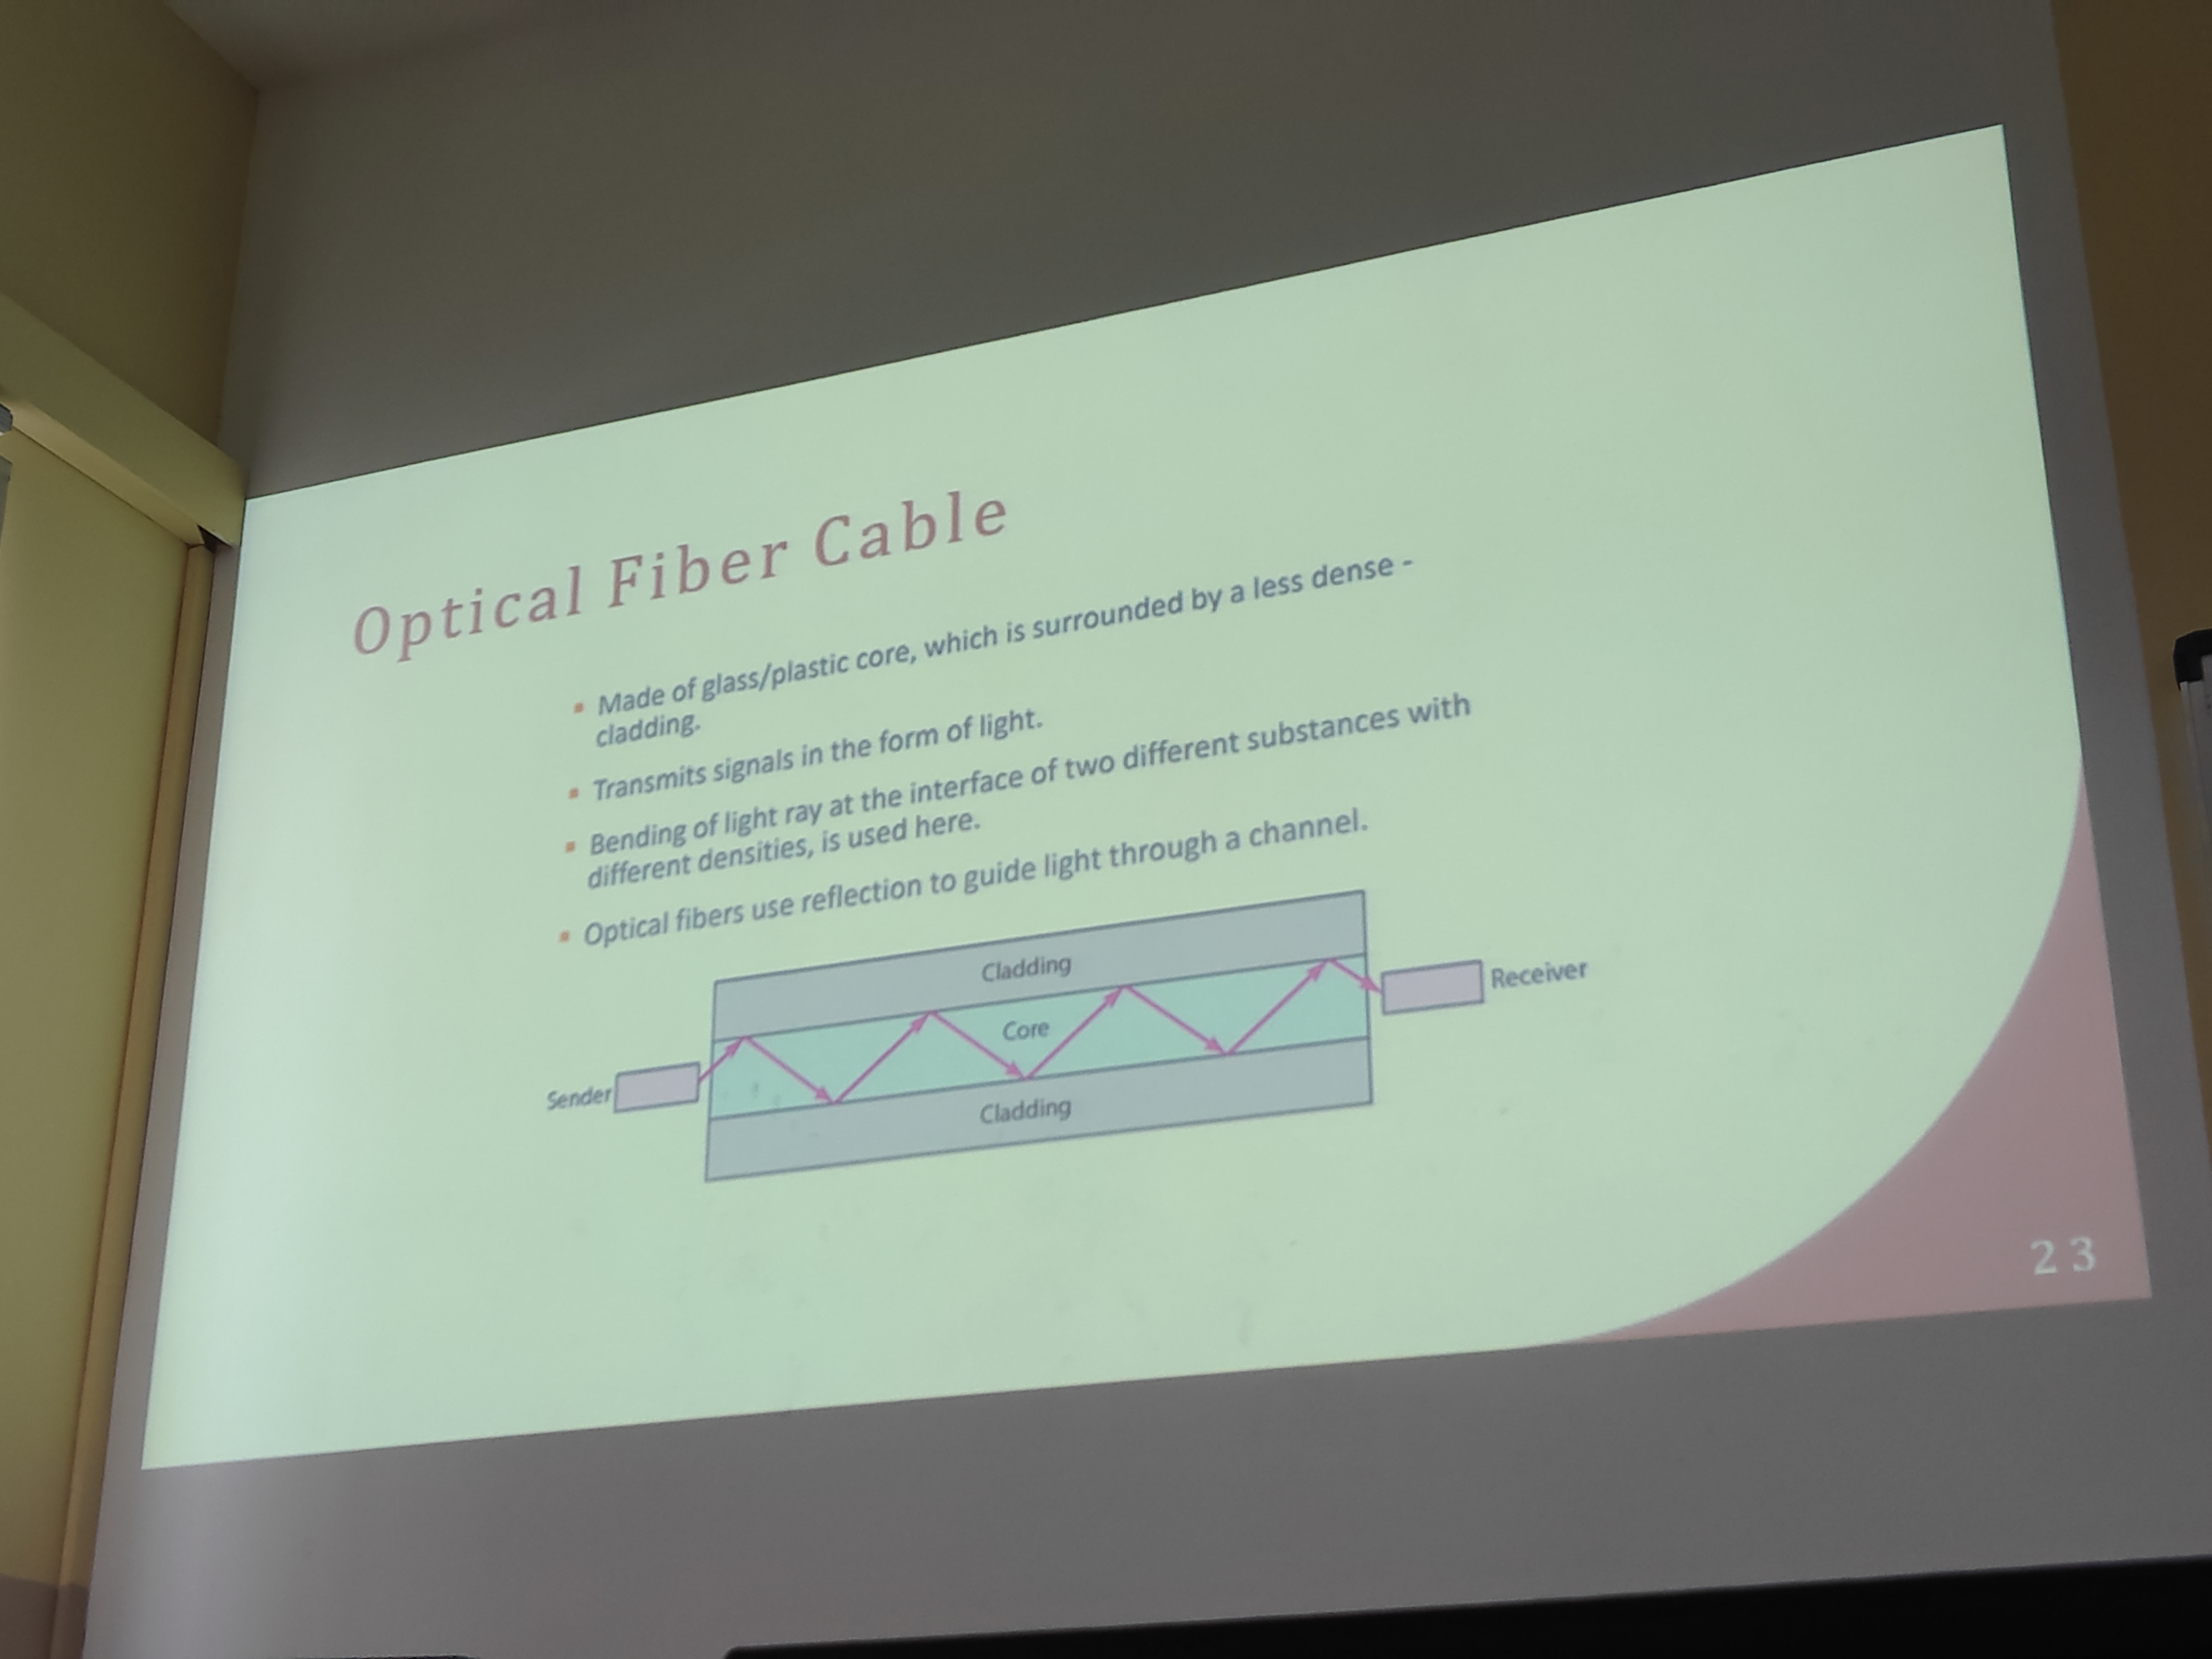 Optical Fiber Cable
Made of glass/plastic core, which is surrounded by a less dense -
cladding.
Transmits signals in the form of light.
Bending of light ray at the interface of two different substances with
different densities, is used here.
Optical fibers use reflection to guide light through a channel.
Cladding
Core
Receiver
Sender
Cladding
23